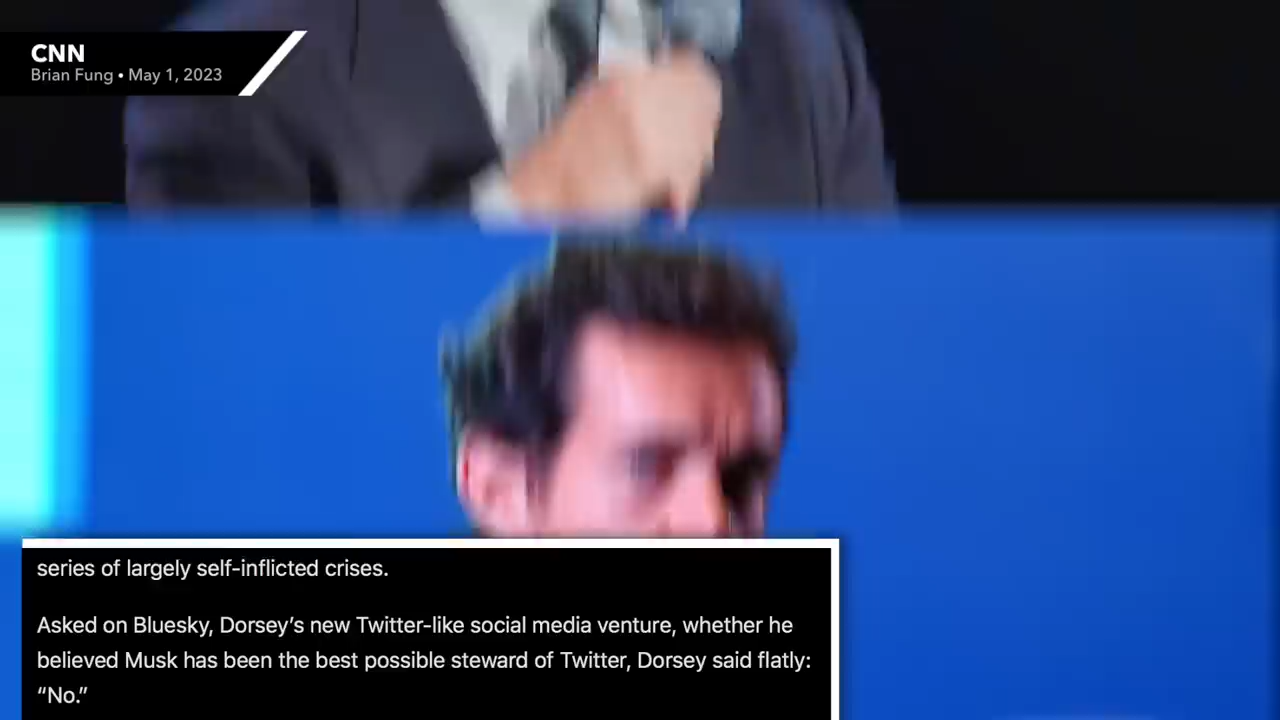 CNN
Brian Fung • May 1, 2023
series of largely self-inflicted crises.
Asked on Bluesky, Dorsey’s new Twitter-like social media venture, whether he
believed Musk has been the best possible steward of Twitter, Dorsey said flatly:
“No.”